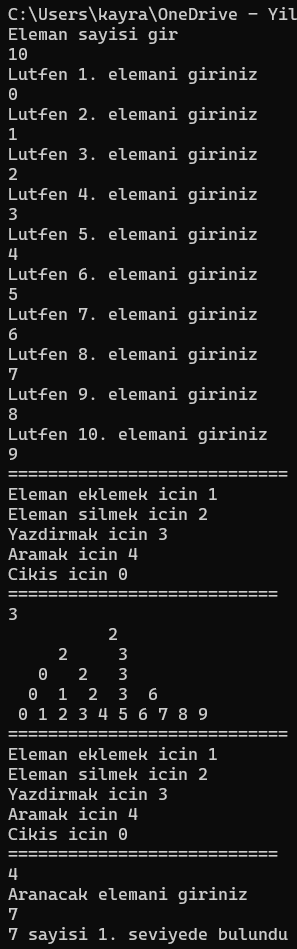 C:\Users\kayra\OneDrive - Yil
Eleman sayisi gir
10
Lutfen 1. elemani giriniz
0
Lutfen 2. elemani giriniz
1
Lutfen 3. elemani giriniz
2
Lutfen 4. elemani giriniz
3
Lutfen 5. elemani giriniz
4
Lutfen 6. elemani giriniz
5
Lutfen 7. elemani giriniz
6
Lutfen 8. elemani giriniz
7
Lutfen 9. elemani giriniz
8
Lutfen 10. elemani giriniz
9
============================
Eleman eklemek icin 1
Eleman silmek icin 2
Yazdirmak icin 3
Aramak icin 4
Cikis icin 0
===========================
3
          2
     2     3
   0   2   3
  0  1  2  3  6
 0 1 2 3 4 5 6 7 8 9
============================
Eleman eklemek icin 1
Eleman silmek icin 2
Yazdirmak icin 3
Aramak icin 4
Cikis icin 0
===========================
4
Aranacak elemani giriniz
7
7 sayisi 1. seviyede bulundu